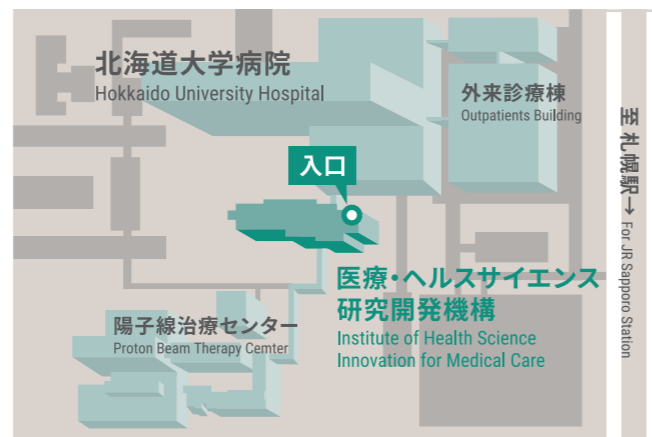 北海道大学病院
Hokkaido University Hospital
外来診療棟
Outpatients Building
至 札幌駅→ For JR Sapporo Station
入口
医療・ヘルスサイエンス
研究開発機構
Institute of Health Science
Innovation for Medical Care
陽子線治療センター
Proton Beam Therapy Cemter